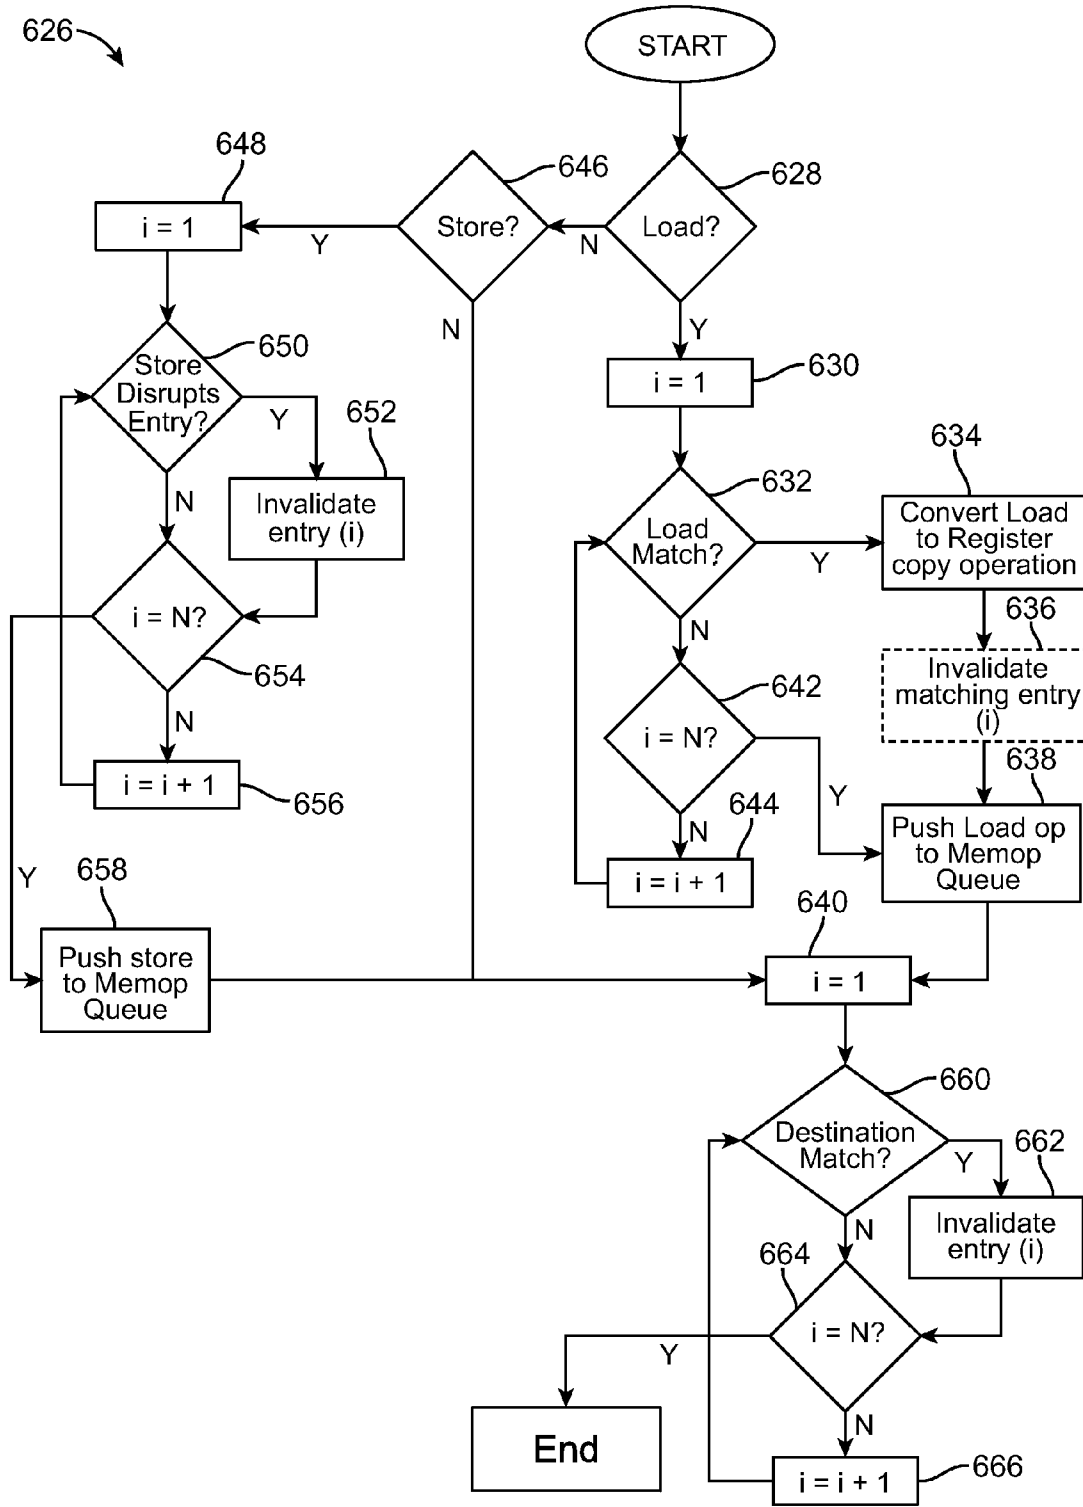 626
START
648
646
628
i = 1
Store?
Load?
Y
N
N
Y
650
630
Store
Disrupts
Entry?
i = 1
Y
652
634
N
632
Invalidate
entry (i)
Load
Match?
Convert Load
to Register
copy operation
Y
636
i = N?
N
654
642
Invalidate
matching entry
(i)
N
i = N?
638
i = i + 1
656
Y
644
N
Push Load op
to Memop
Queue
Y
658
i = i + 1
640
Push store
to Memop
Queue
i = 1
660
Destination
Match?
662
Y
N
Invalidate
entry (i)
664
i = N?
Y
N
End
i = i + 1
666